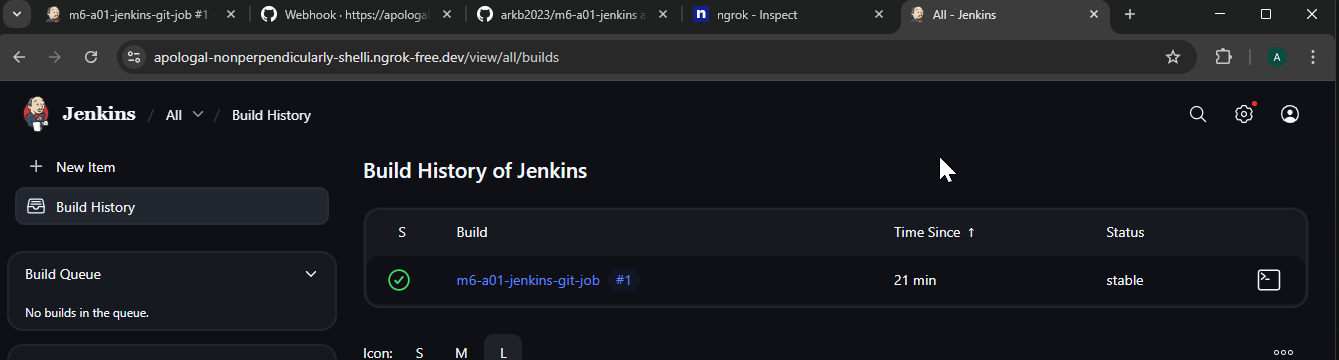 m6-a01-jenkins-git-job #1
Webhook · https://apologal
arkb2023/m6-a01-jenkins a
n ngrok - Inspect
All - Jenkins
apologal-nonperpendicularly-shelli.ngrok-free.dev/view/all/builds
A
Jenkins / All / Build History
New Item
Build History
Build Queue
No builds in the queue.
Build History of Jenkins
S Build Time Since ↑ Status
m6-a01-jenkins-git-job #1 21 min stable
Icon: S M L